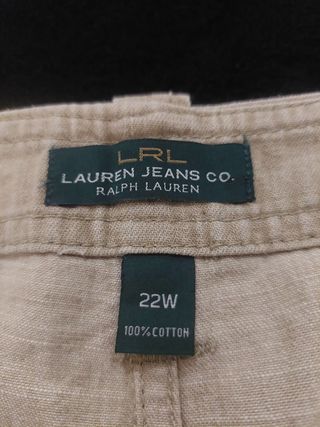 LRL
LAUREN JEANS CO.
RALPH LAUREN
22W
100% COTTON